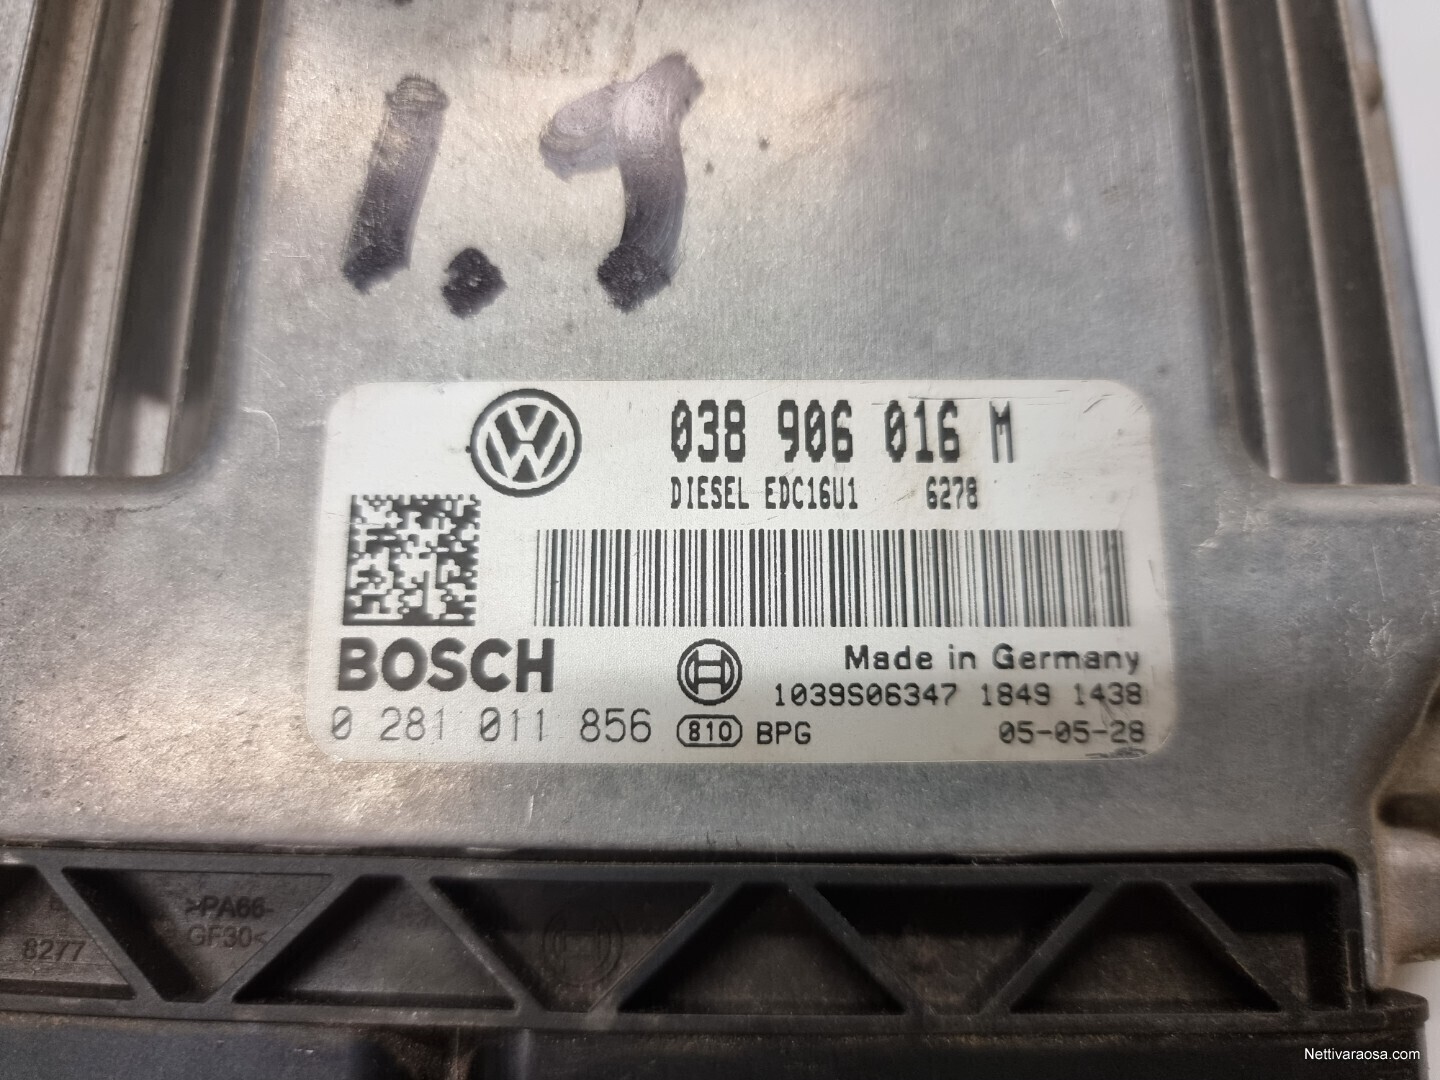 1.9
VW
038 906 016 M
DIESEL EDC16U1 6278
BOSCH
Made in Germany
1039S06347 1849 1438
0 281 011 856 810 BPG
05-05-28
>PA66-
GF30<
8277
Nettivaraosa.com